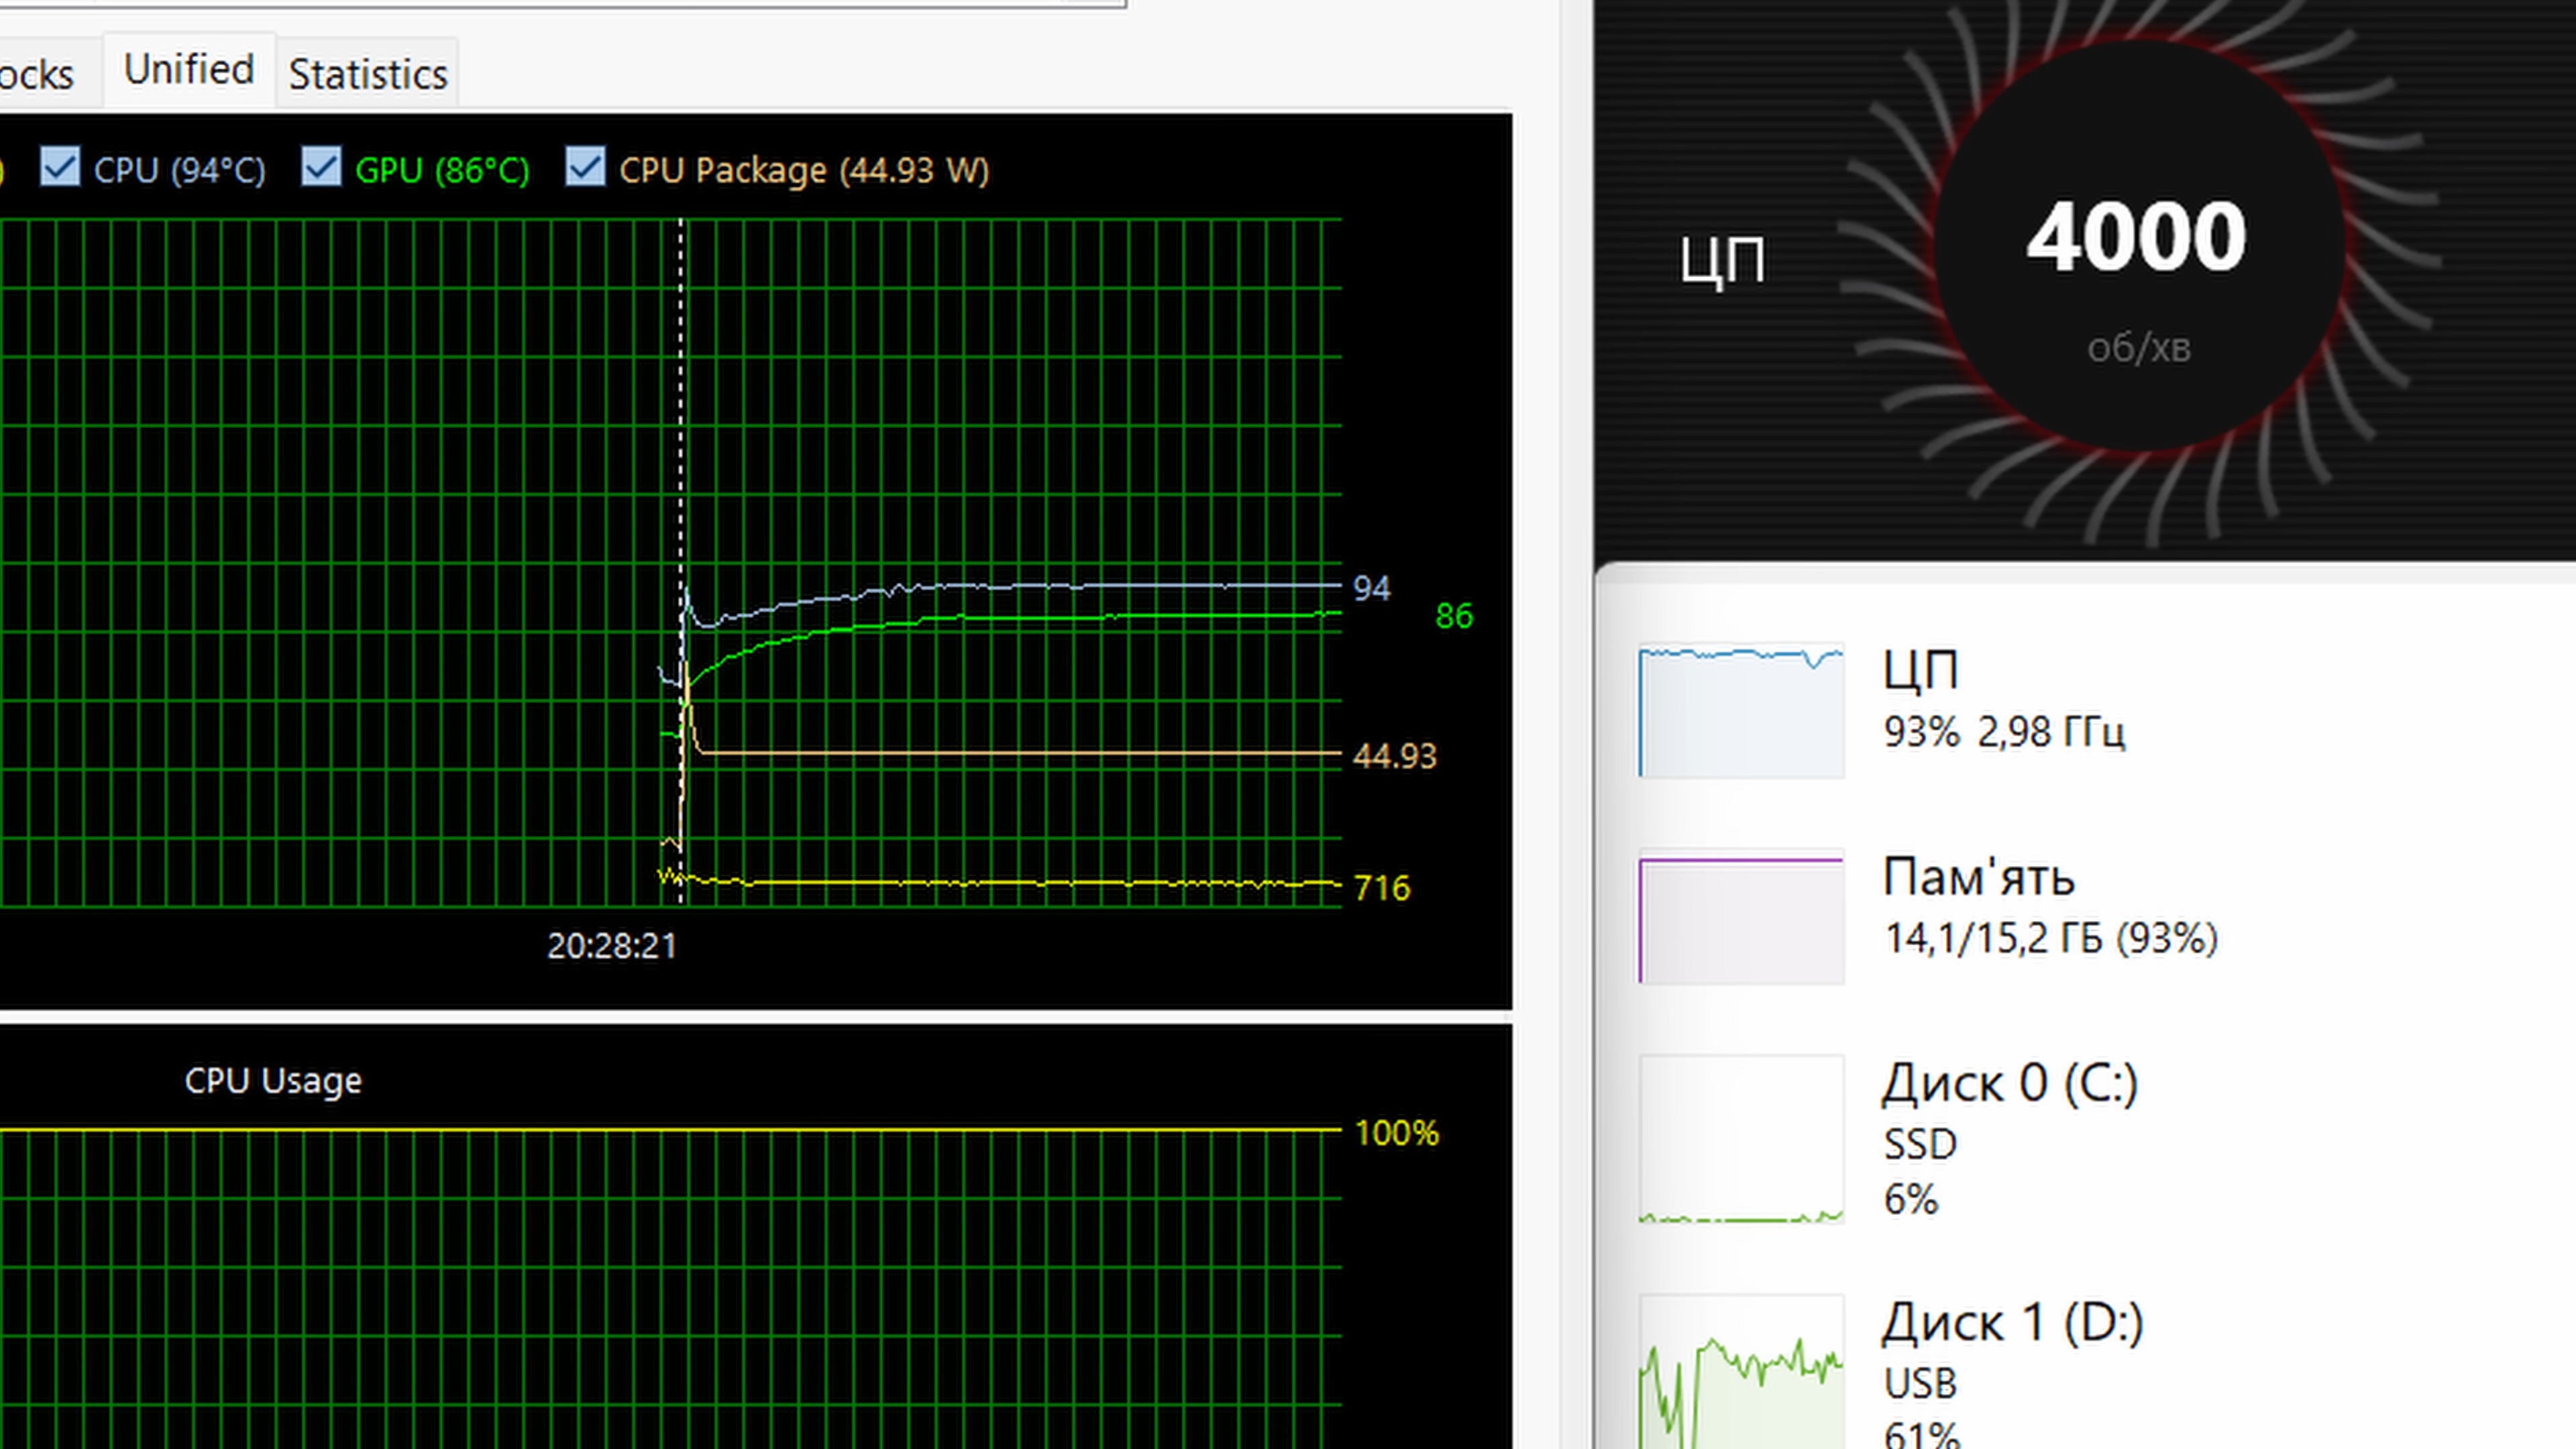 ocks Unified Statistics
CPU (94°C) GPU (86°C) CPU Package (44.93 W)
94
86
44.93
716
20:28:21
CPU Usage
100%
ЦП
4000
об/хв
ЦП
93% 2,98 ГГц
Пам'ять
14,1/15,2 ГБ (93%)
Диск 0 (C:)
SSD
6%
Диск 1 (D:)
USB
61%